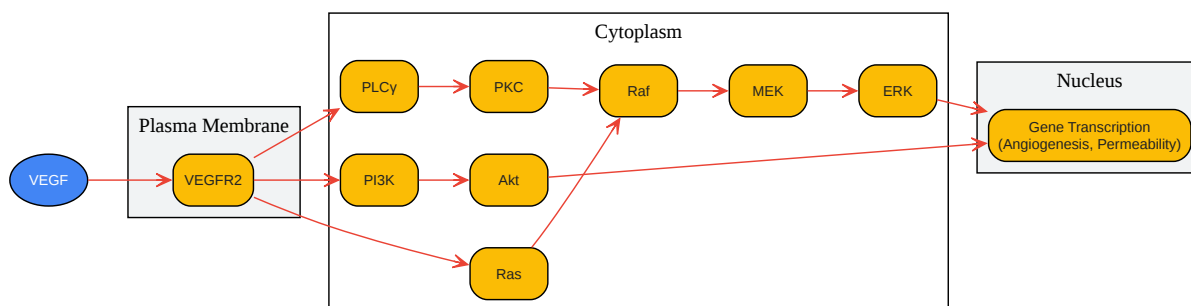 Cytoplasm
PLCγ
PKC
Raf
MEK
ERK
Nucleus
Gene Transcription
(Angiogenesis, Permeability)
Plasma Membrane
VEGF
VEGFR2
PI3K
Akt
Ras